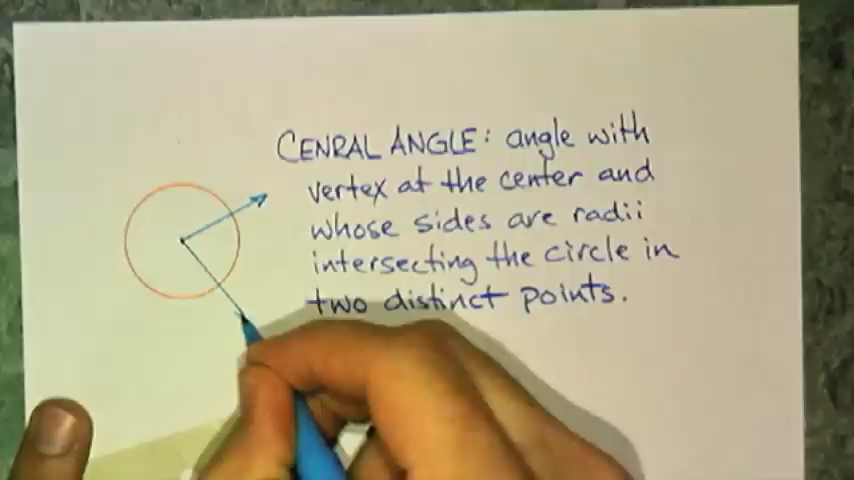 CENRAL ANGLE: angle with
vertex at the center and
whose sides are radii
intersecting the circle in
two distinct points.